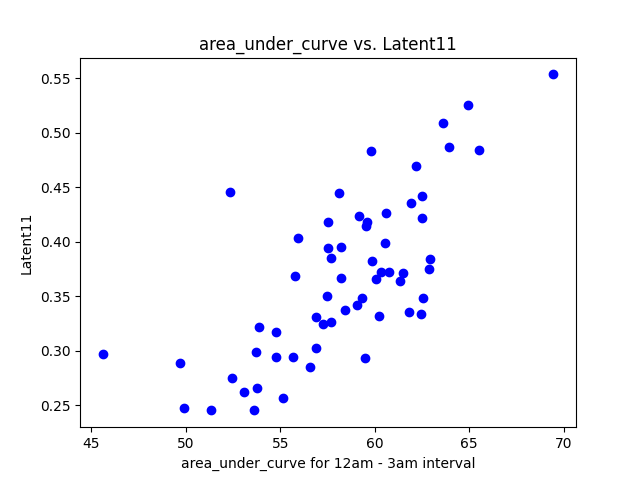 area_under_curve vs. Latent11
Latent11
0.55
0.50
0.45
0.40
0.35
0.30
0.25
45 50 55 60 65 70
area_under_curve for 12am - 3am interval